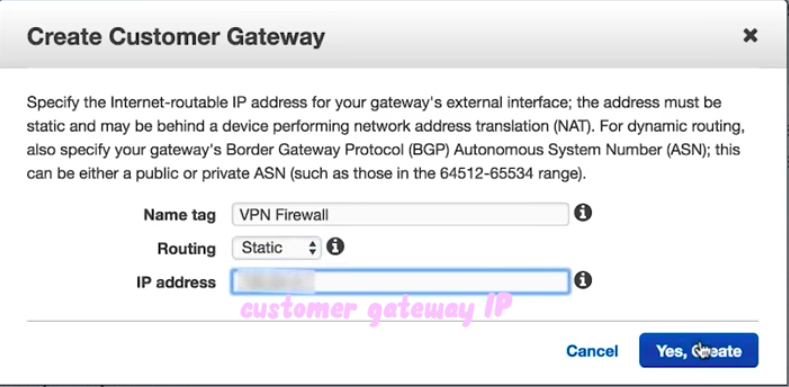 Create Customer Gateway
Specify the Internet-routable IP address for your gateway's external interface; the address must be
static and may be behind a device performing network address translation (NAT). For dynamic routing,
also specify your gateway's Border Gateway Protocol (BGP) Autonomous System Number (ASN); this
can be either a public or private ASN (such as those in the 64512-65534 range).
Name tag VPN Firewall
Routing Static
IP address
customer gateway IP
Cancel Yes, Create